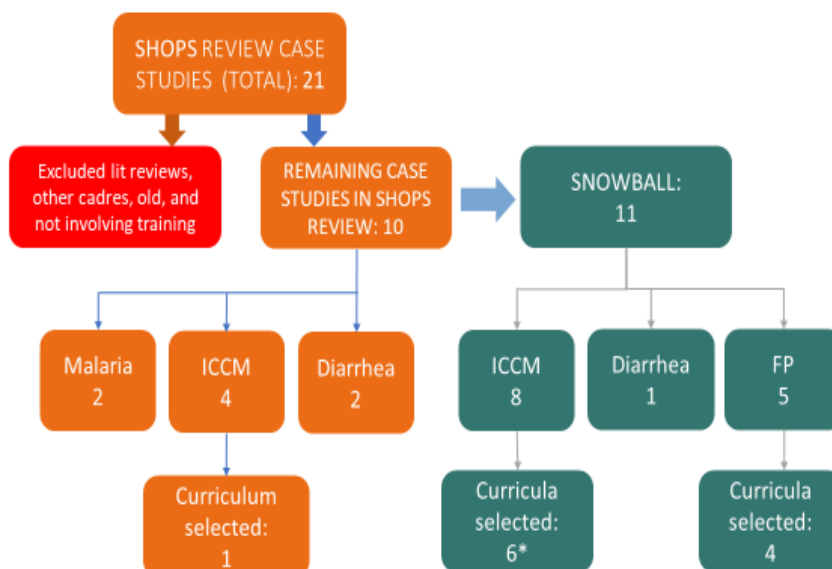 SHOPS REVIEW CASE
STUDIES (TOTAL): 21
Excluded lit reviews,
other cadres, old, and
not involving training
REMAINING CASE
STUDIES IN SHOPS
REVIEW: 10
SNOWBALL:
11
Malaria
2
ICCM
4
Diarrhea
2
ICCM
8
Diarrhea
1
FP
5
Curriculum
selected:
1
Curricula
selected:
6*
Curricula
selected:
4